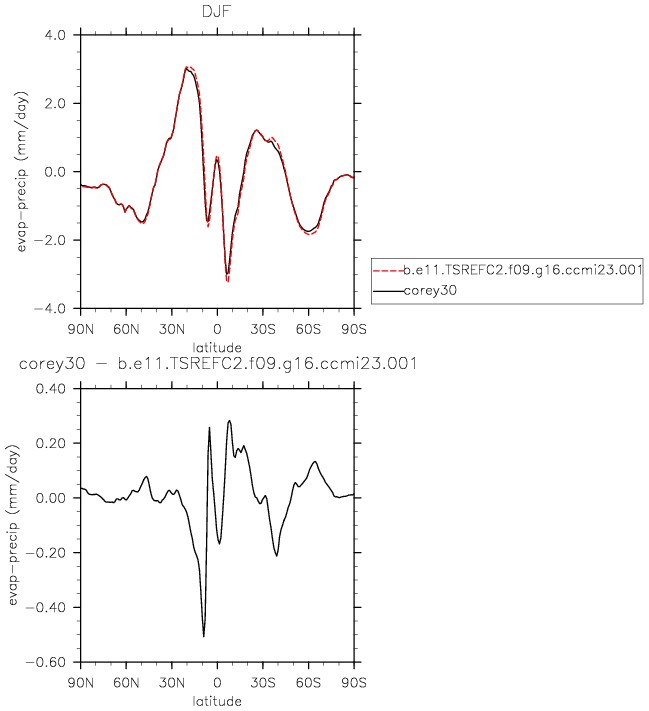 DJF
evap-precip (mm/day)
4.0
2.0
0.0
-2.0
-4.0
90N 60N 30N 0 30S 60S 90S
latitude
b.e11.TSREFC2.f09.g16.ccmi23.001
corey30
corey30 - b.e11.TSREFC2.f09.g16.ccmi23.001
evap-precip (mm/day)
0.40
0.20
0.00
-0.20
-0.40
-0.60
90N 60N 30N 0 30S 60S 90S
latitude